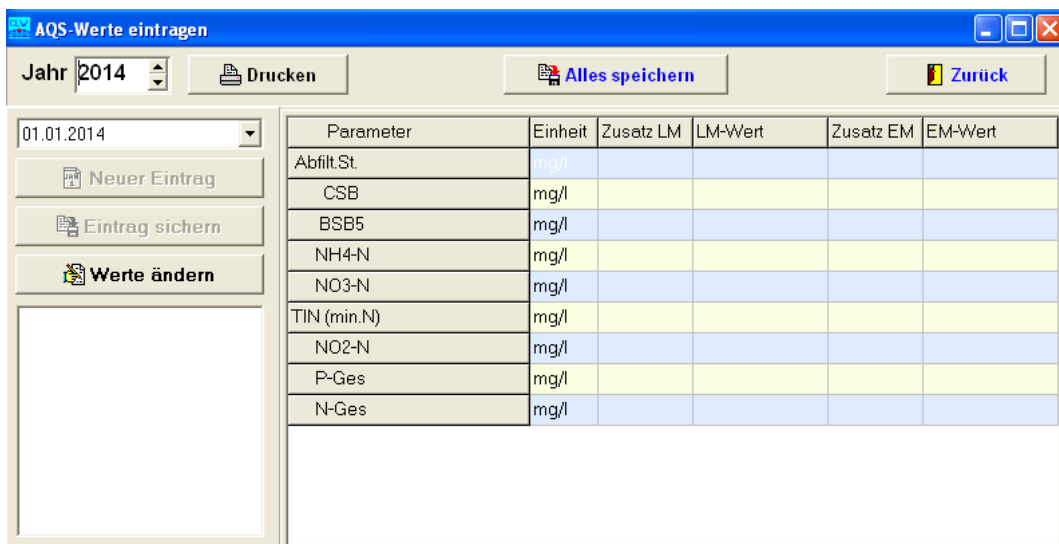 AQS-Werte eintragen
Jahr 2014 Drucken Alles speichern Zurück
01.01.2014
Neuer Eintrag
Eintrag sichern
Werte ändern
Parameter Einheit Zusatz LM LM-Wert Zusatz EM EM-Wert
Abfilt.St. mg/l
CSB mg/l
BSB5 mg/l
NH4-N mg/l
NO3-N mg/l
TIN (min.N) mg/l
NO2-N mg/l
P-Ges mg/l
N-Ges mg/l